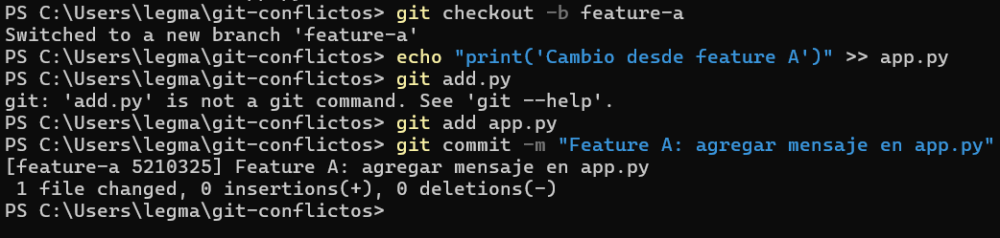 PS C:\Users\legma\git-conflictos> git checkout -b feature-a
Switched to a new branch 'feature-a'
PS C:\Users\legma\git-conflictos> echo "print('Cambio desde feature A')" >> app.py
PS C:\Users\legma\git-conflictos> git add.py
git: 'add.py' is not a git command. See 'git --help'.
PS C:\Users\legma\git-conflictos> git add app.py
PS C:\Users\legma\git-conflictos> git commit -m "Feature A: agregar mensaje en app.py"
[feature-a 5210325] Feature A: agregar mensaje en app.py
 1 file changed, 0 insertions(+), 0 deletions(-)
PS C:\Users\legma\git-conflictos>